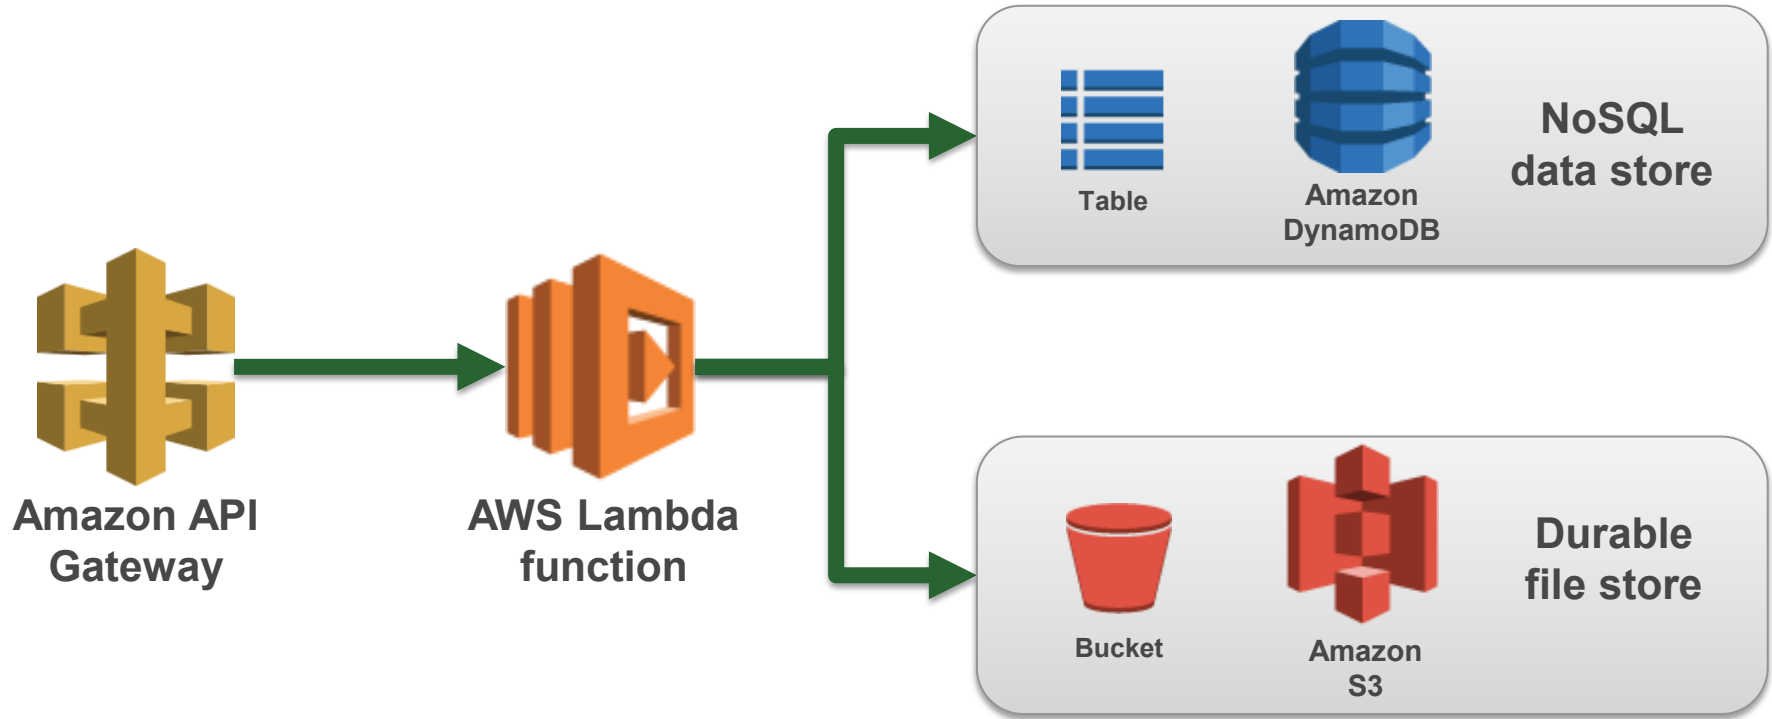 Amazon API
Gateway
AWS Lambda
function
Table
Amazon
DynamoDB
NoSQL
data store
Bucket
Amazon
S3
Durable
file store